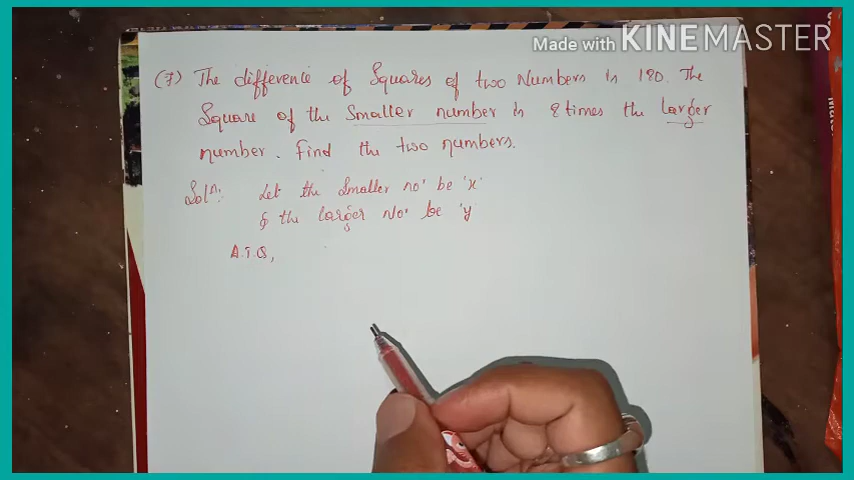 Made with KINEMASTER
(7) The difference of Squares of two Numbers is 180. The
Square of the Smaller number is 8 times the larger
number. Find the two numbers.
Solⁿ: Let the Smaller no' be 'x'
& the larger No' be 'y
A.T.Q,